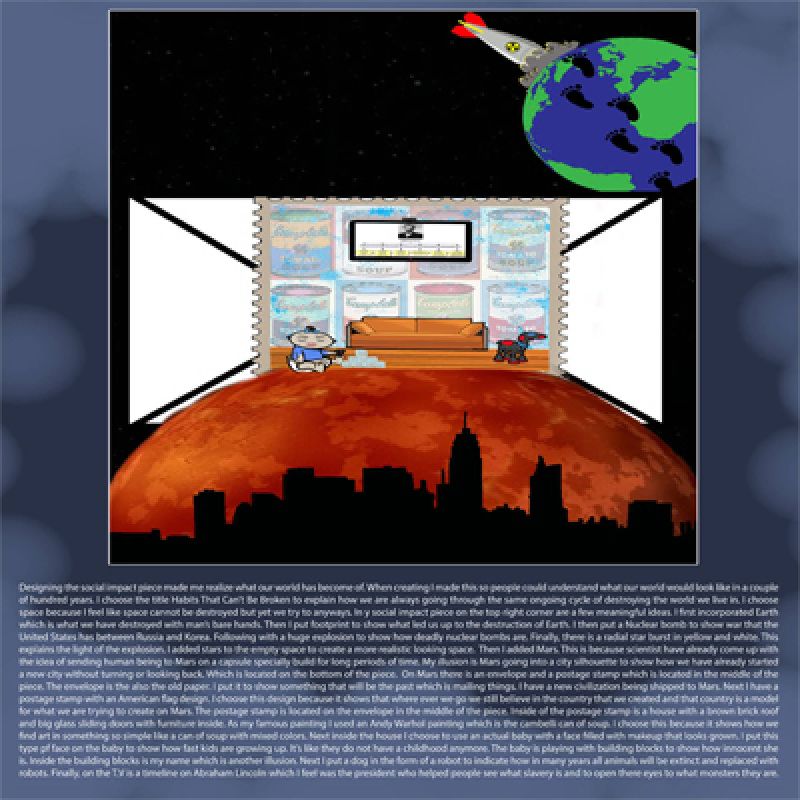 Campbell's
TOMATO
SOUP
SOUP
Campbell's
Campbell's
Campbell's
Designing the social impact piece made me realize what our world has become of. When creating I made this so people could understand what our world would look like in a couple
of hundred years. I choose the title Habits That Can't Be Broken to explain how we are always going through the same ongoing cycle of destroying the world we live in. I choose
space because I feel like space cannot be destroyed but yet we try to anyways. In y social impact piece on the top right corner are a few meaningful ideas. I first incorporated Earth
which is what we have destroyed with man's bare hands. Then I put footprint to show what led us up to the destruction of Earth. I then put a Nuclear bomb to show war that the
United States has between Russia and Korea. Following with a huge explosion to show how deadly nuclear bombs are. Finally, there is a radial star burst in yellow and white. This
explains the light of the explosion. I added stars to the empty space to create a more realistic looking space. Then I added Mars. This is because scientist have already come up with
the idea of sending human being to Mars on a capsule specially build for long periods of time. My illusion is Mars going into a city silhouette to show how we have already started
a new city without turning or looking back. Which is located on the bottom of the piece. On Mars there is an envelope and a postage stamp which is located in the middle of the
piece. The envelope is the also the old paper. I put it to show something that will be the past which is mailing things. I have a new civilization being shipped to Mars. Next I have a
postage stamp with an American flag design. I choose this design because it shows that where ever we go we still believe in the country that we created and that country is a model
for what we are trying to create on Mars. The postage stamp is located on the envelope in the middle of the piece. Inside of the postage stamp is a house with a brown brick roof
and big glass sliding doors with furniture inside. As my famous painting I used an Andy Warhol painting which is the cambelli can of soup. I choose this because it shows how we
find art in something so simple like a can of soup with mixed colors. Next inside the house I choose to use an actual baby with a face filled with makeup that looks grown. I put this
type of face on the baby to show how fast kids are growing up. It's like they do not have a childhood anymore. The baby is playing with building blocks to show how innocent she
is. Inside the building blocks is my name which is another illusion. Next I put a dog in the form of a robot to indicate how in many years all animals will be extinct and replaced with
robots. Finally, on the T.V is a timeline on Abraham Lincoln which I feel was the president who helped people see what slavery is and to open there eyes to what monsters they are.